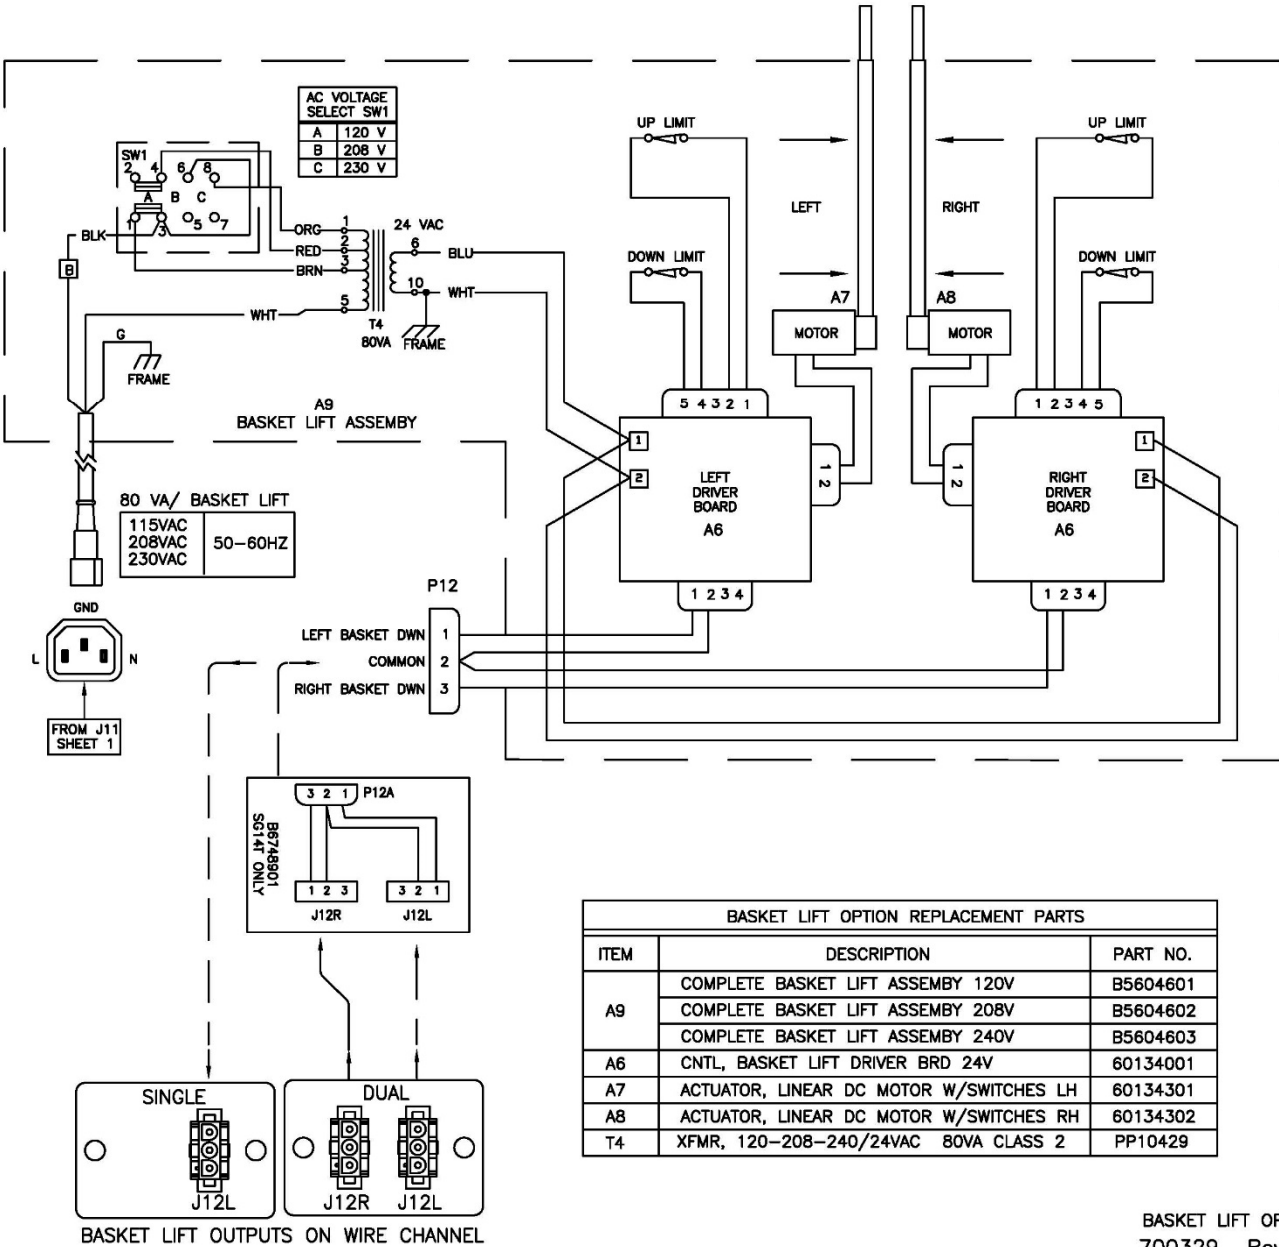 AC VOLTAGE
SELECT SW1
A 120 V
B 208 V
C 230 V
SW1
2 4 6 8
A B C
1 3 5 7
BLK
B
ORG 1
RED 2
BRN 3
WHT 5
24 VAC
6 BLU
10 WHT
T4
80VA
FRAME
G
FRAME
A9
BASKET LIFT ASSEMBY
80 VA/ BASKET LIFT
115VAC
208VAC
230VAC
50-60HZ
GND
L N
FROM J11
SHEET 1
UP LIMIT
DOWN LIMIT
LEFT
RIGHT
UP LIMIT
DOWN LIMIT
A7
MOTOR
A8
MOTOR
5 4 3 2 1
1
2
LEFT
DRIVER
BOARD
A6
1 2
1 2 3 4
1 2 3 4 5
1
2
RIGHT
DRIVER
BOARD
A6
1 2
1 2 3 4
P12
LEFT BASKET DWN 1
COMMON 2
RIGHT BASKET DWN 3
3 2 1 P12A
B6748901
SG14T ONLY
1 2 3
J12R
3 2 1
J12L
SINGLE
J12L
DUAL
J12R J12L
BASKET LIFT OUTPUTS ON WIRE CHANNEL
BASKET LIFT OPTION REPLACEMENT PARTS
ITEM DESCRIPTION PART NO.
A9 COMPLETE BASKET LIFT ASSEMBY 120V B5604601
COMPLETE BASKET LIFT ASSEMBY 208V B5604602
COMPLETE BASKET LIFT ASSEMBY 240V B5604603
A6 CNTL, BASKET LIFT DRIVER BRD 24V 60134001
A7 ACTUATOR, LINEAR DC MOTOR W/SWITCHES LH 60134301
A8 ACTUATOR, LINEAR DC MOTOR W/SWITCHES RH 60134302
T4 XFMR, 120-208-240/24VAC 80VA CLASS 2 PP10429
BASKET LIFT